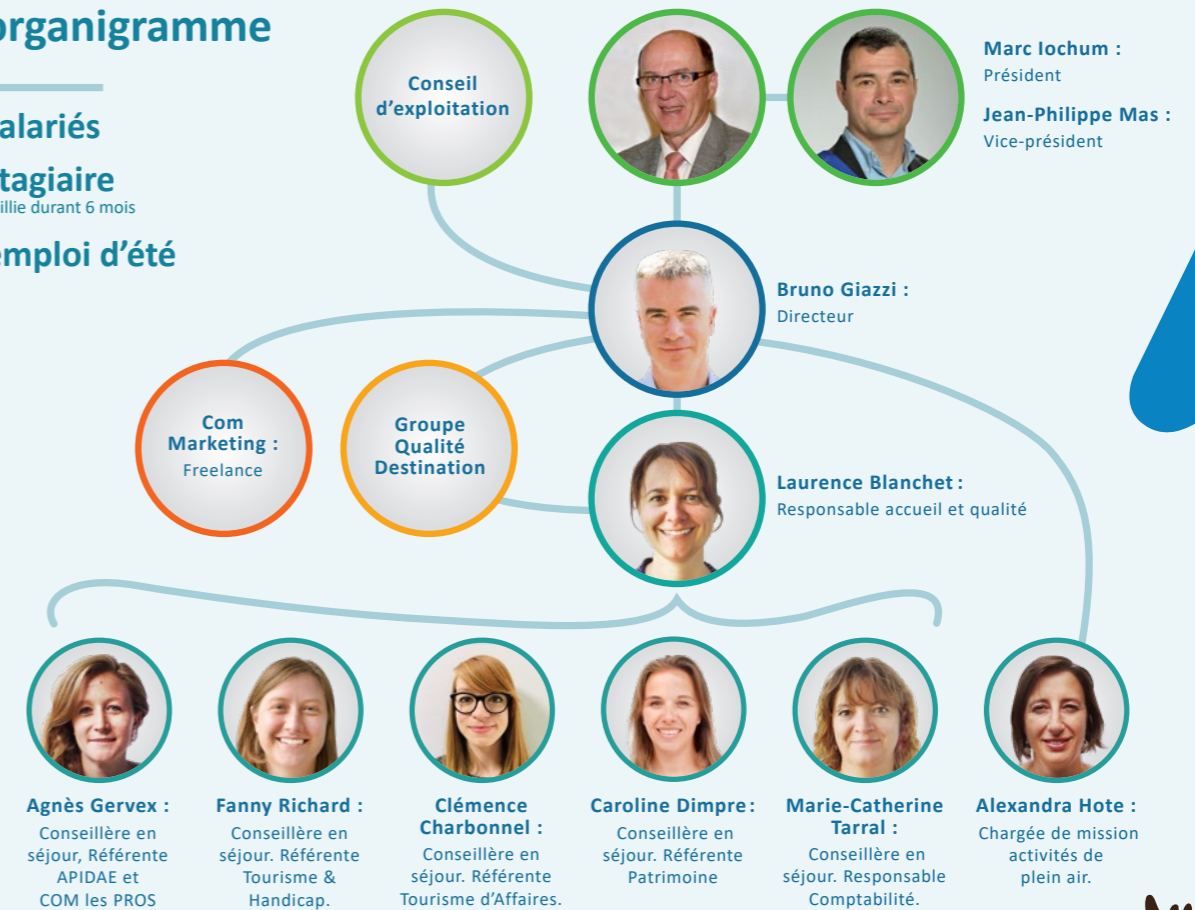 organigramme
alariés
tagiaire
illie durant 6 mois
emploi d'été
Conseil
d'exploitation
Marc Iochum :
Président
Jean-Philippe Mas :
Vice-président
Bruno Giazzi :
Directeur
Com
Marketing :
Freelance
Groupe
Qualité
Destination
Laurence Blanchet :
Responsable accueil et qualité
Agnès Gervex :
Conseillère en
séjour, Référente
APIDAE et
COM les PROS
Fanny Richard :
Conseillère en
séjour. Référente
Tourisme &
Handicap.
Clémence
Charbonnel :
Conseillère en
séjour. Référente
Tourisme d'Affaires.
Caroline Dimpre :
Conseillère en
séjour. Référente
Patrimoine
Marie-Catherine
Tarral :
Conseillère en
séjour. Responsable
Comptabilité.
Alexandra Hote :
Chargée de mission
activités de
plein air.